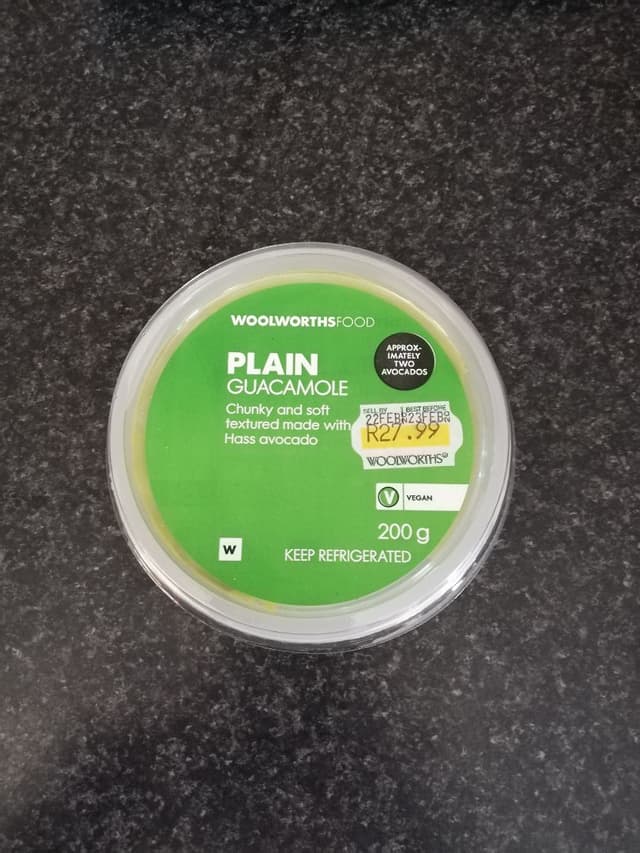 WOOLWORTHSFOOD
PLAIN
GUACAMOLE
Chunky and soft
textured made with
Hass avocado
APPROX-
IMATELY
TWO
AVOCADOS
SELL BY BEST BEFORE
22FEB 23FEB
R27.99
WOOLWORTHS
V VEGAN
200 g
W
KEEP REFRIGERATED